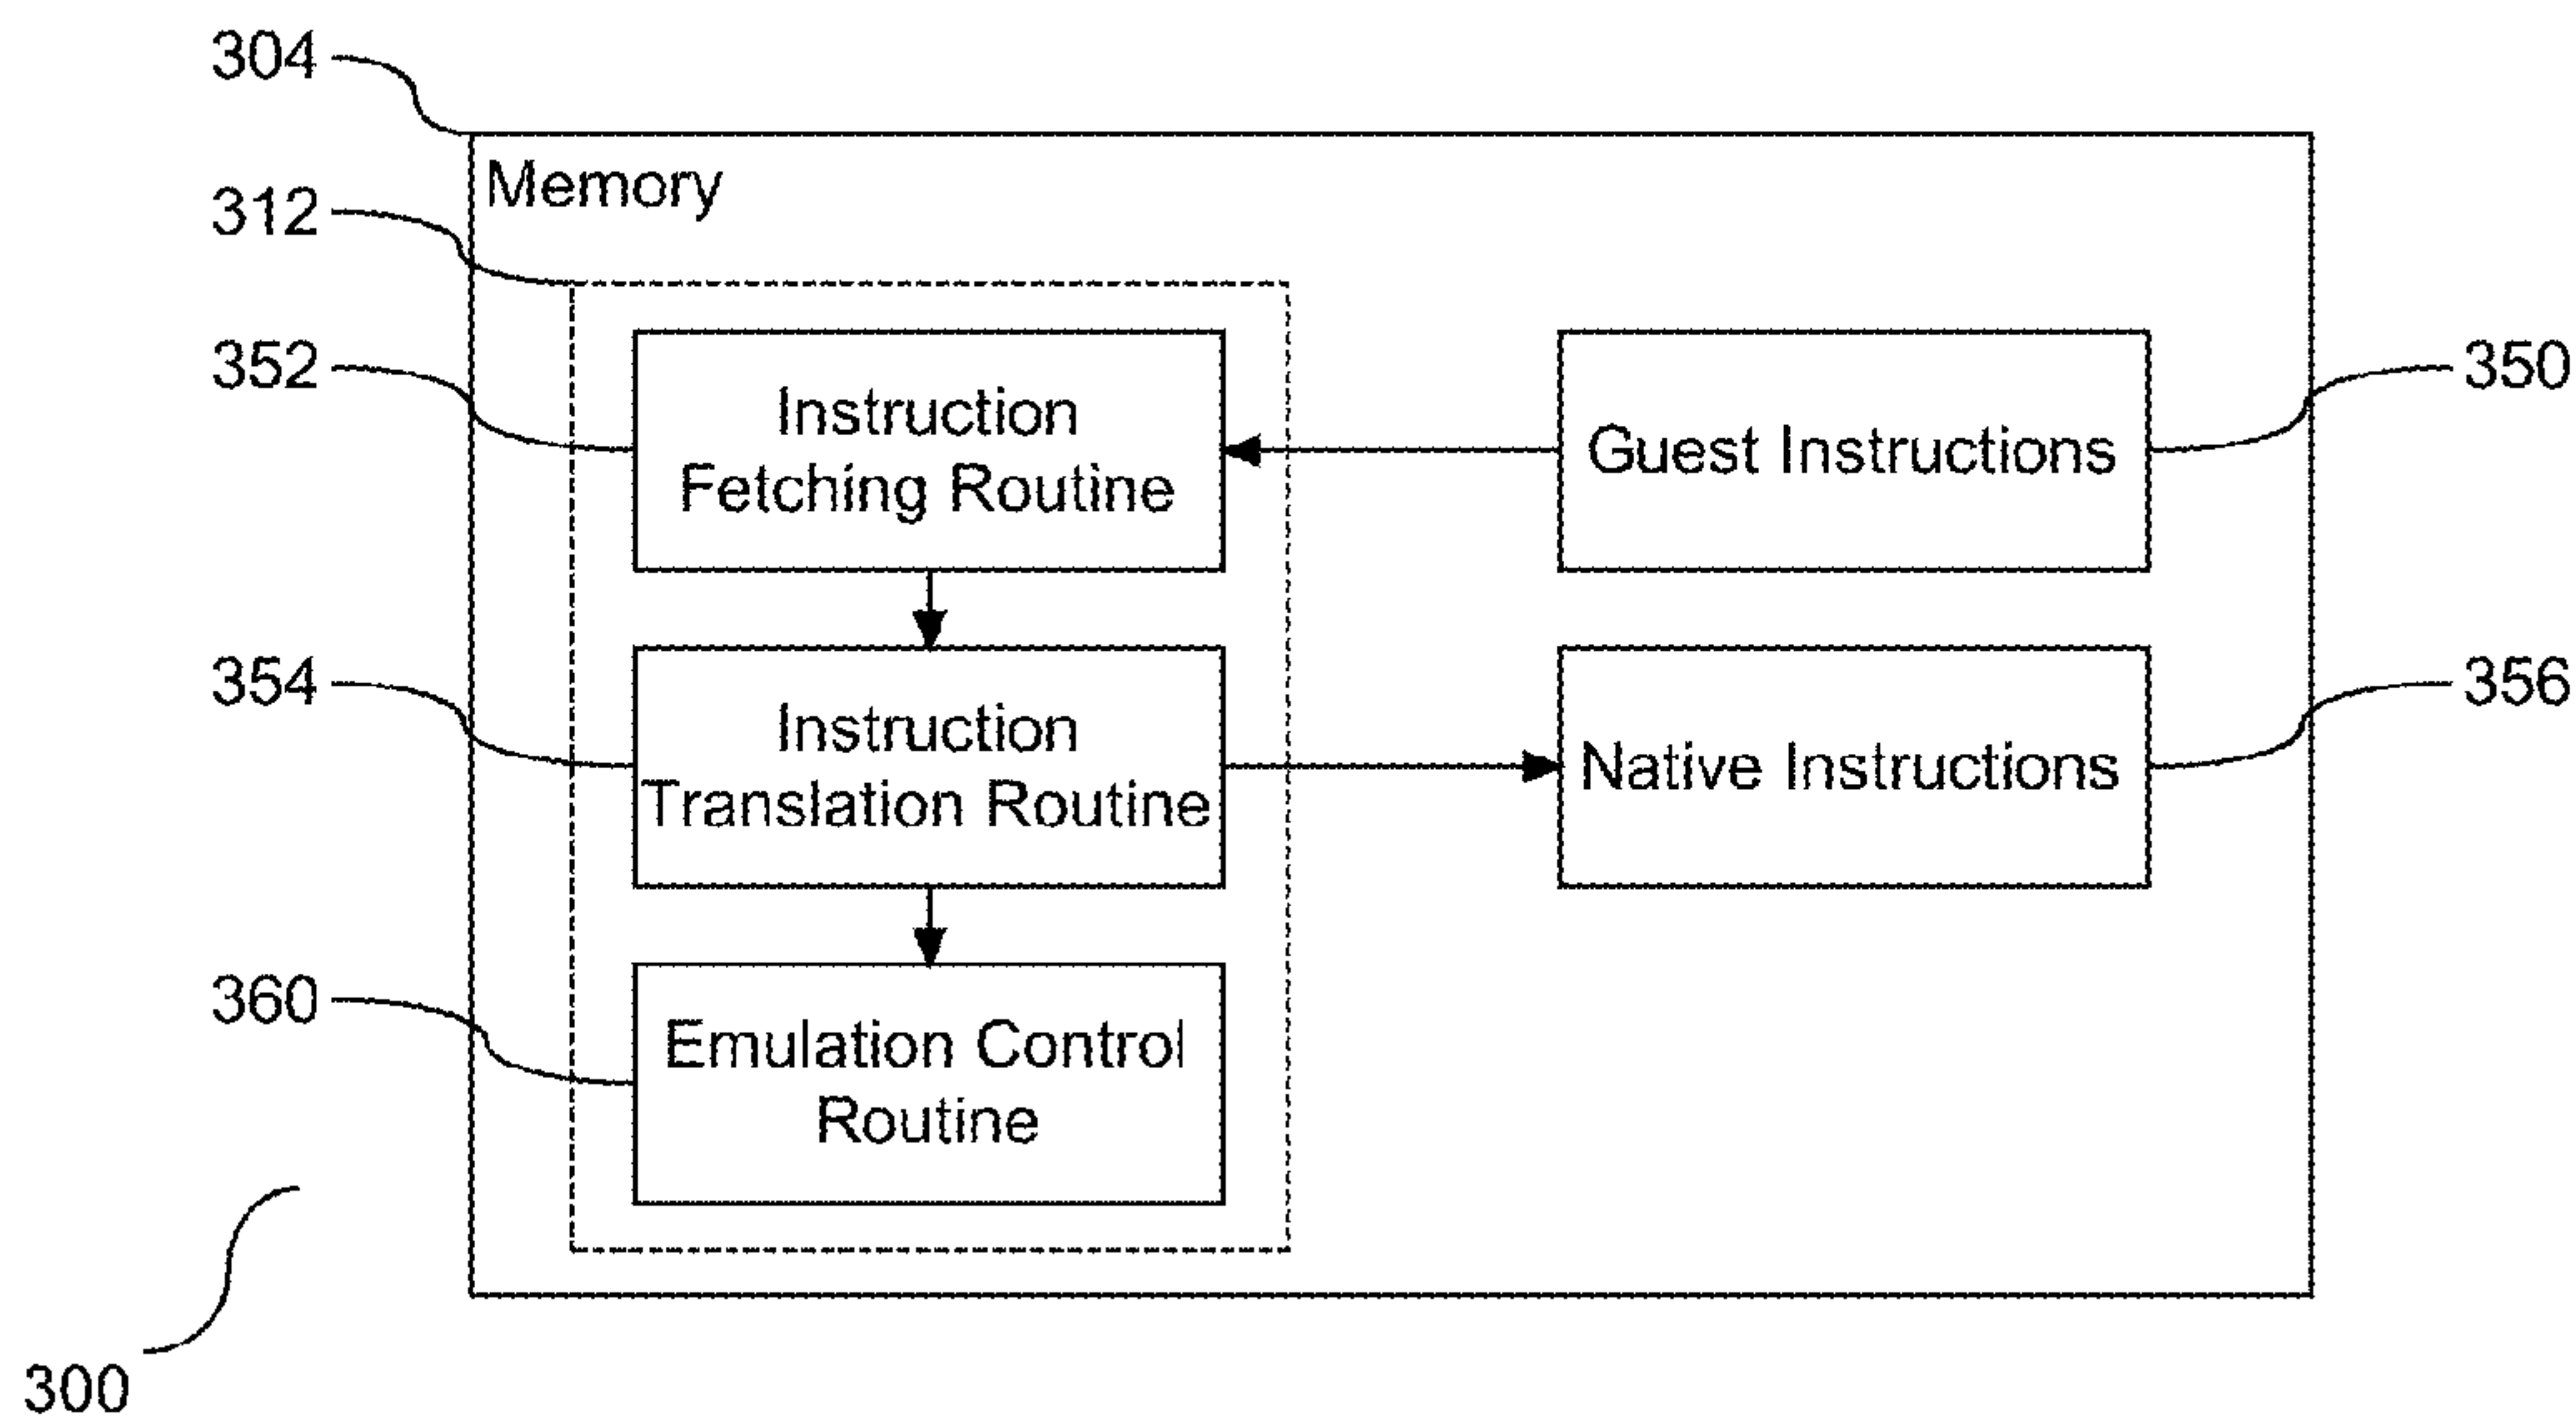 304
Memory
312
352
Instruction
Fetching Routine
Guest Instructions
350
354
Instruction
Translation Routine
Native Instructions
356
360
Emulation Control
Routine
300